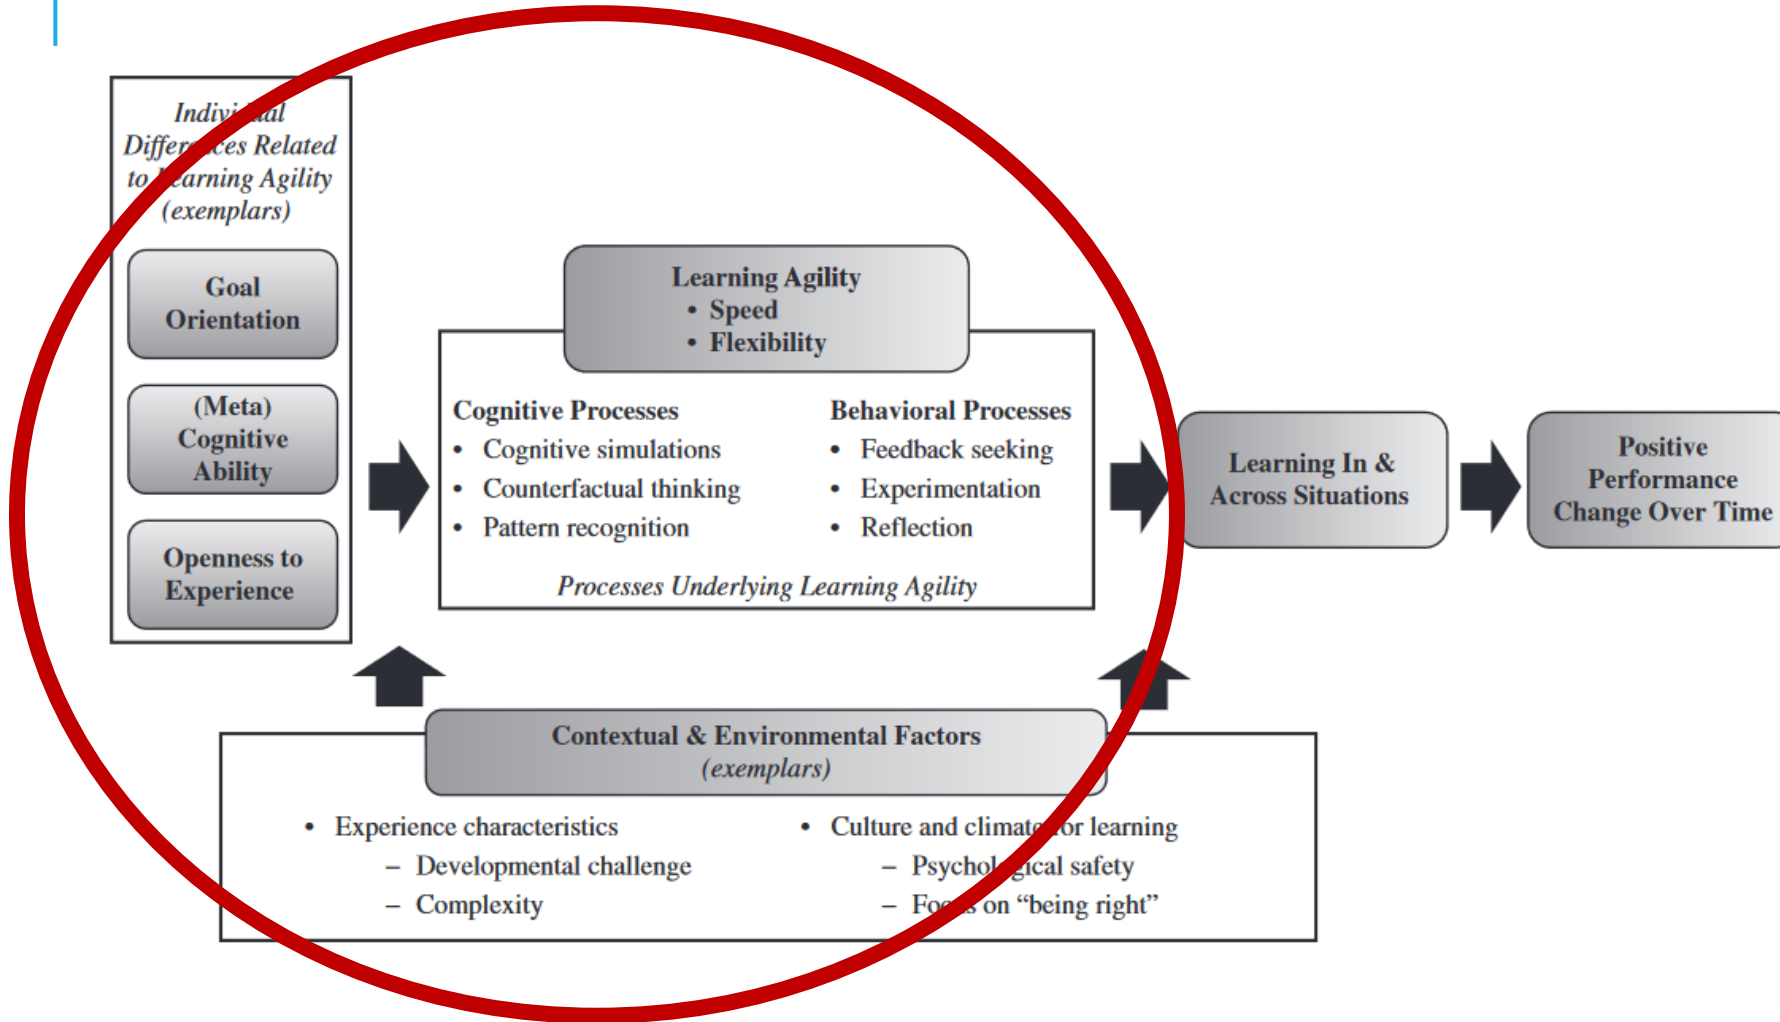 Individual
Differences Related
to Learning Agility
(exemplars)
Goal
Orientation
(Meta)
Cognitive
Ability
Openness to
Experience
Learning Agility
• Speed
• Flexibility
Cognitive Processes
• Cognitive simulations
• Counterfactual thinking
• Pattern recognition
Behavioral Processes
• Feedback seeking
• Experimentation
• Reflection
Processes Underlying Learning Agility
Learning In &
Across Situations
Positive
Performance
Change Over Time
Contextual & Environmental Factors
(exemplars)
• Experience characteristics
– Developmental challenge
– Complexity
• Culture and climate for learning
– Psychological safety
– Focus on “being right”